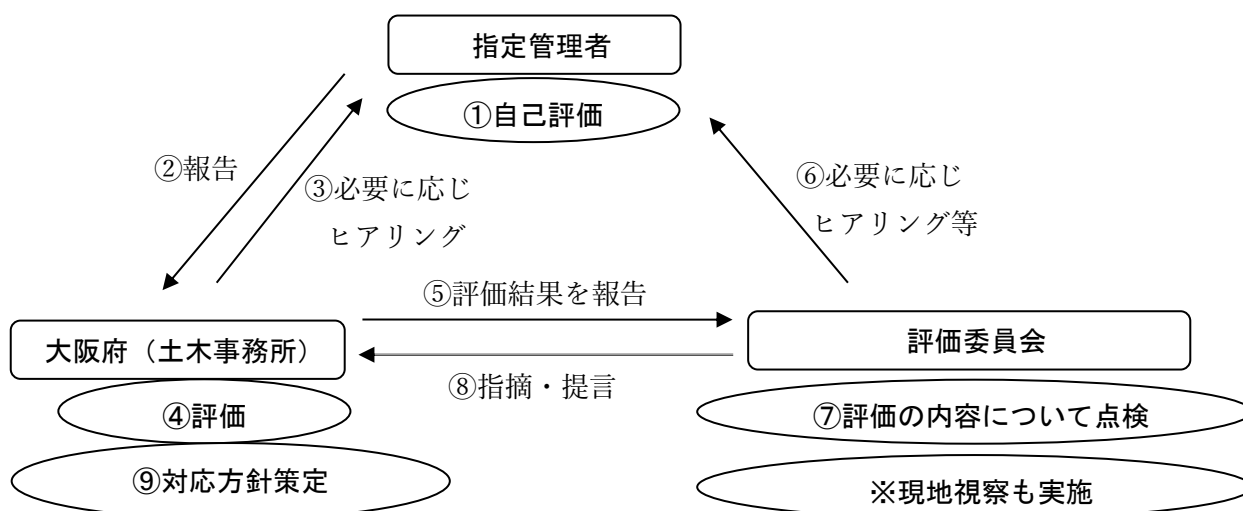 指定管理者
①自己評価
②報告
③必要に応じ
ヒアリング
⑥必要に応じ
ヒアリング等
⑤評価結果を報告
大阪府（土木事務所）
評価委員会
⑧指摘・提言
④評価
⑦評価の内容について点検
⑨対応方針策定
※現地視察も実施